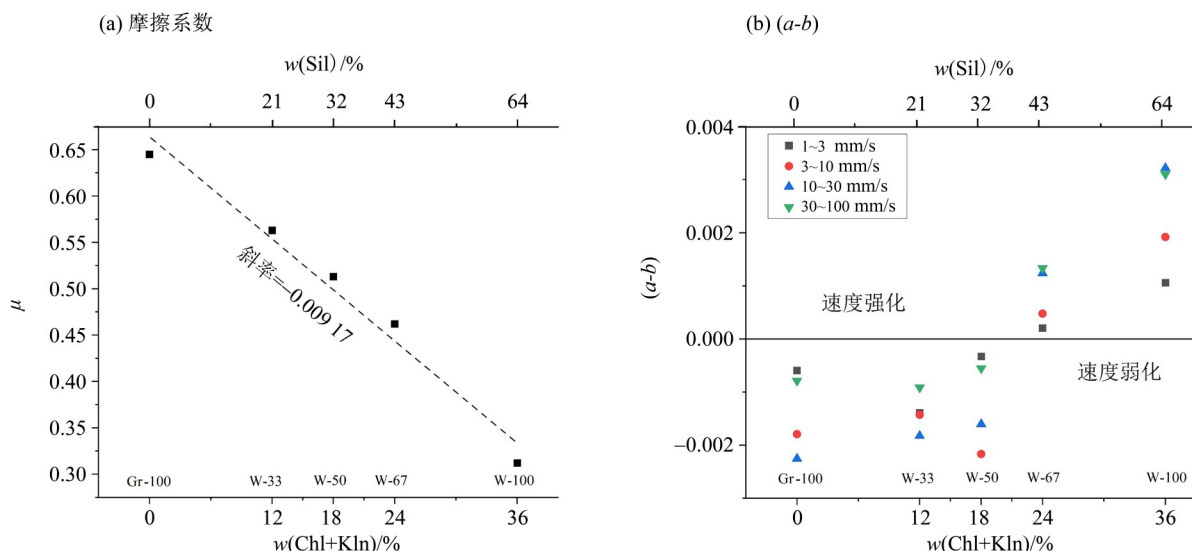 (a) 摩擦系数
w(Sil)/%
0 21 32 43 64
μ
0.65
0.60
0.55
0.50
0.45
0.40
0.35
0.30
斜率=-0.009 17
Gr-100 W-33 W-50 W-67 W-100
0 12 18 24 36
w(Chl+Kln)/%
(b) (a-b)
w(Sil)/%
0 21 32 43 64
(a-b)
0.004
0.002
0.000
-0.002
1~3 mm/s
3~10 mm/s
10~30 mm/s
30~100 mm/s
速度强化
速度弱化
Gr-100 W-33 W-50 W-67 W-100
0 12 18 24 36
w(Chl+Kln)/%